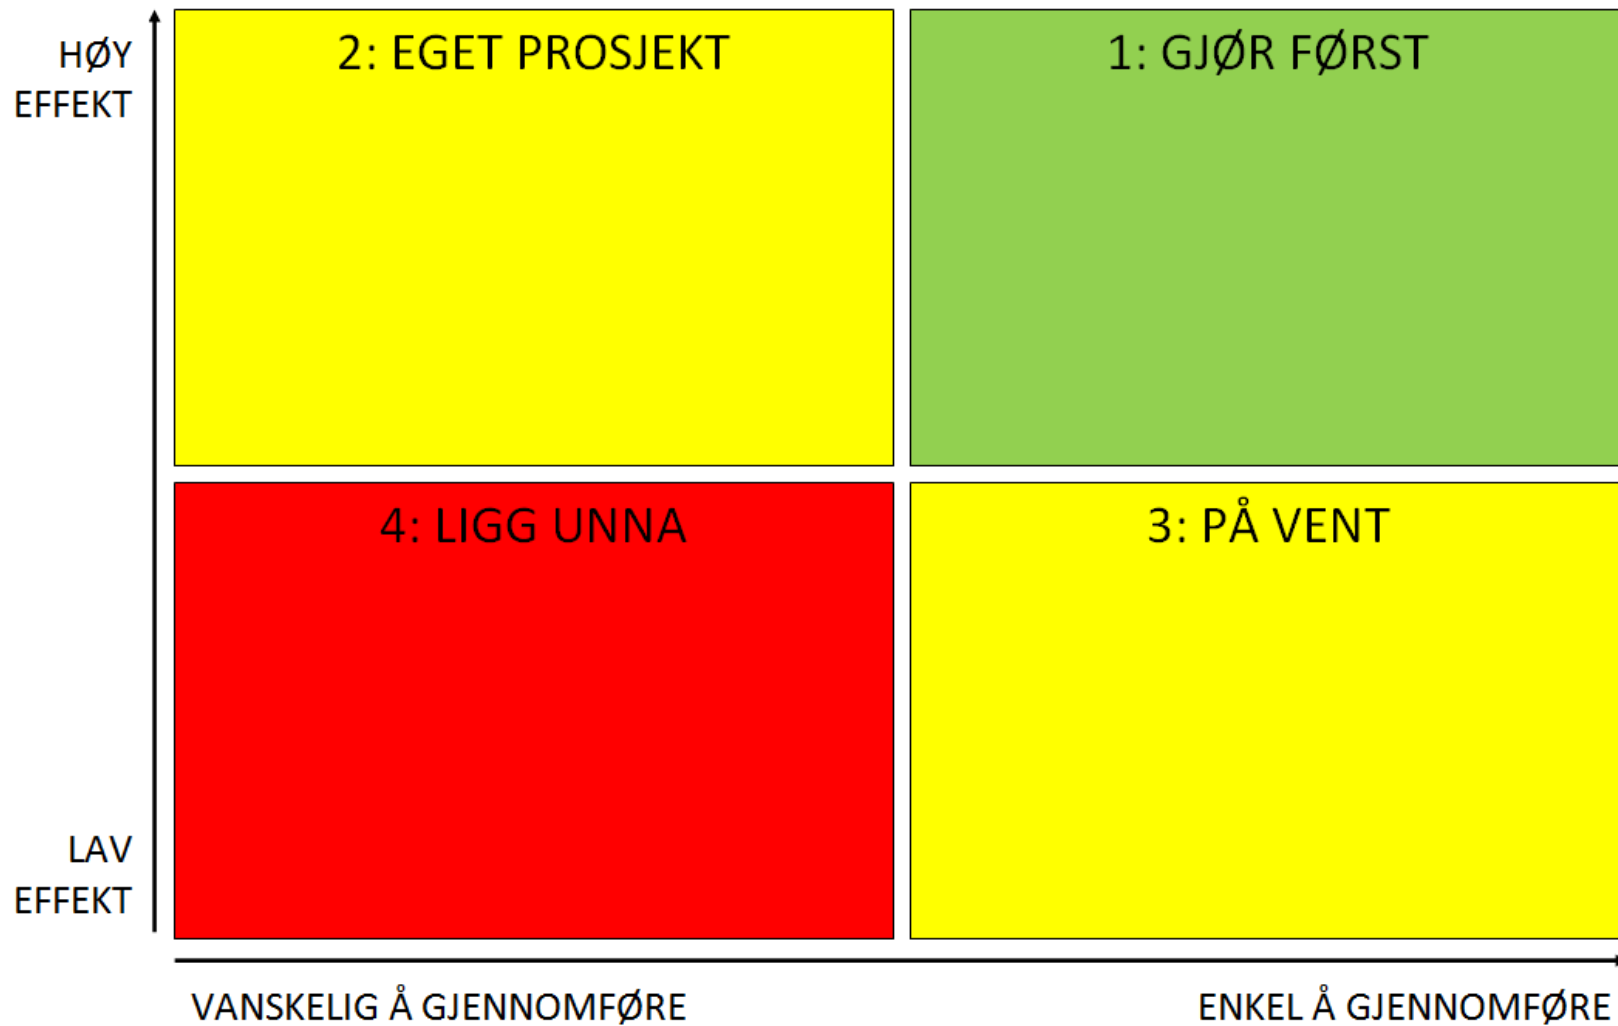 HØY
EFFEKT
2: EGET PROSJEKT
1: GJØR FØRST
4: LIGG UNNA
3: PÅ VENT
LAV
EFFEKT
VANSKELIG Å GJENNOMFØRE
ENKEL Å GJENNOMFØRE